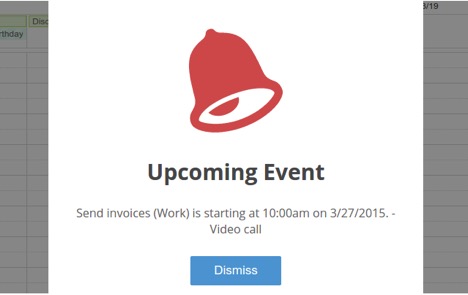 3/19
Disc
rthday
Upcoming Event
Send invoices (Work) is starting at 10:00am on 3/27/2015. -
Video call
Dismiss